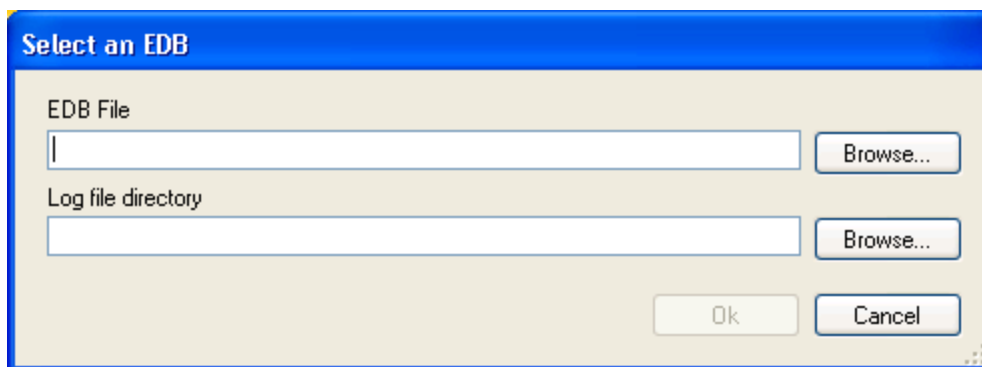 Select an EDB
EDB File
Browse...
Log file directory
Browse...
Ok
Cancel